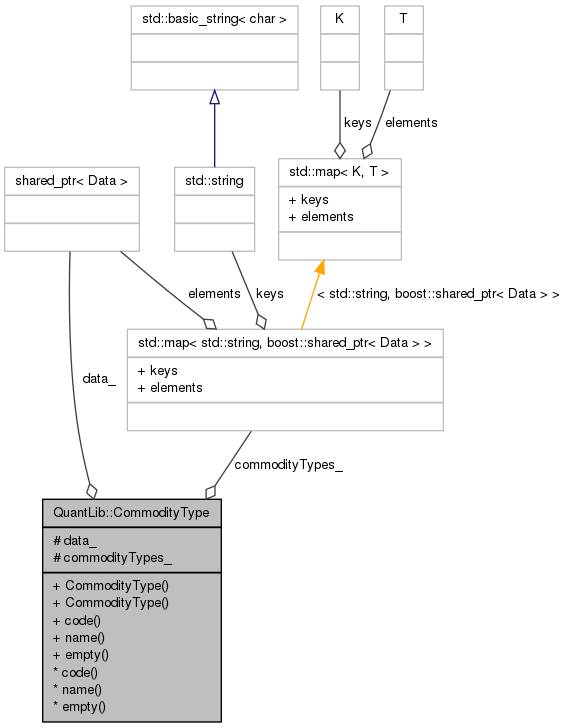 std::basic_string< char >
K
T
keys
elements
shared_ptr< Data >
std::string
std::map< K, T >
+ keys
+ elements
elements
keys
< std::string, boost::shared_ptr< Data > >
std::map< std::string, boost::shared_ptr< Data > >
+ keys
+ elements
data_
commodityTypes_
QuantLib::CommodityType
# data_
# commodityTypes_
+ CommodityType()
+ CommodityType()
+ code()
+ name()
+ empty()
* code()
* name()
* empty()